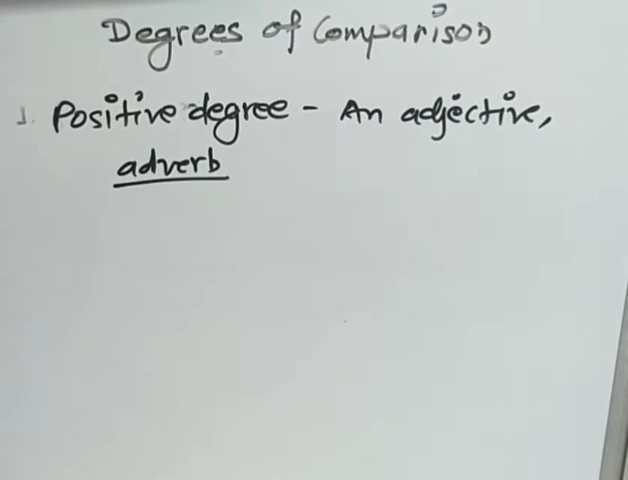 Degrees of Comparison
1. Positive degree - An adjective,
adverb